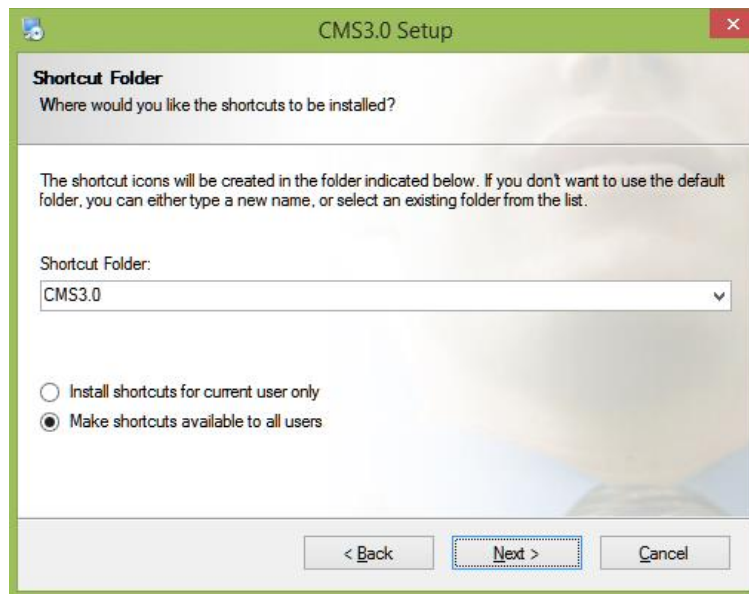 CMS3.0 Setup
Shortcut Folder
Where would you like the shortcuts to be installed?
The shortcut icons will be created in the folder indicated below. If you don't want to use the default
folder, you can either type a new name, or select an existing folder from the list.
Shortcut Folder:
CMS3.0
Install shortcuts for current user only
Make shortcuts available to all users
< Back
Next >
Cancel